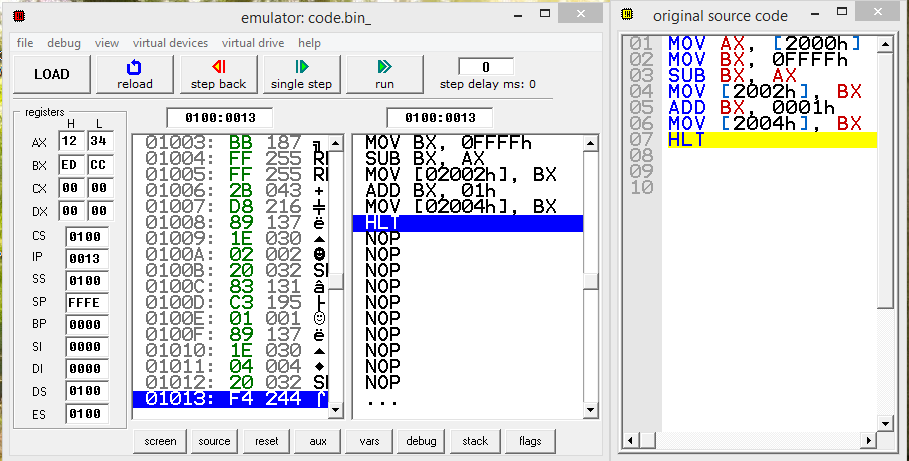 emulator: code.bin_
file debug view virtual devices virtual drive help
LOAD reload step back single step run 0
step delay ms: 0
registers
H L
AX 12 34
BX ED CC
CX 00 00
DX 00 00
CS 0100
IP 0013
SS 0100
SP FFFE
BP 0000
SI 0000
DI 0000
DS 0100
ES 0100
0100:0013
01003: BB 187 ╗
01004: FF 255 RE
01005: FF 255 RE
01006: 2B 043 +
01007: D8 216 ╪
01008: 89 137 ë
01009: 1E 030 ▲
0100A: 02 002 ☻
0100B: 20 032 SP
0100C: 83 131 â
0100D: C3 195 ├
0100E: 01 001 ☺
0100F: 89 137 ë
01010: 1E 030 ▲
01011: 04 004 ♦
01012: 20 032 SP
01013: F4 244 ⌠
0100:0013
MOV BX, 0FFFFh
SUB BX, AX
MOV [02002h], BX
ADD BX, 01h
MOV [02004h], BX
HLT
NOP
NOP
NOP
NOP
NOP
NOP
NOP
NOP
NOP
NOP
...
screen source reset aux vars debug stack flags
original source code
01 MOV AX, [2000h]
02 MOV BX, 0FFFFh
03 SUB BX, AX
04 MOV [2002h], BX
05 ADD BX, 0001h
06 MOV [2004h], BX
07 HLT
08
09
10